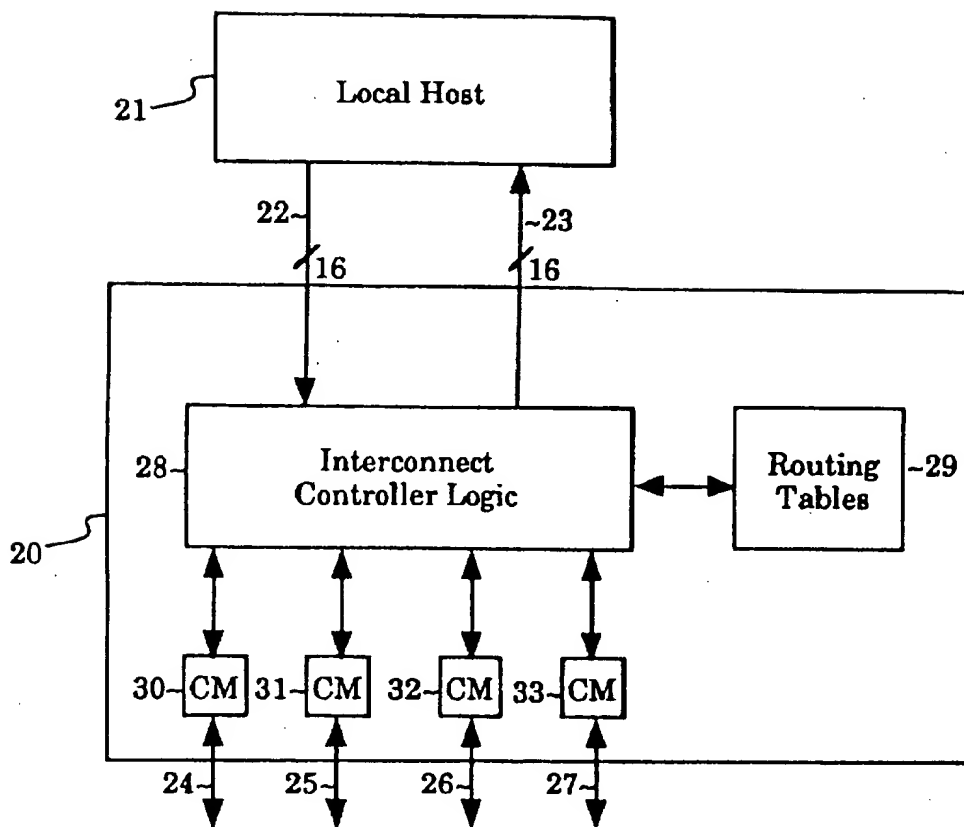 Local Host
21
22
23
16
16
Interconnect
Controller Logic
28
Routing
Tables
29
20
30
CM
31
CM
32
CM
33
CM
24
25
26
27